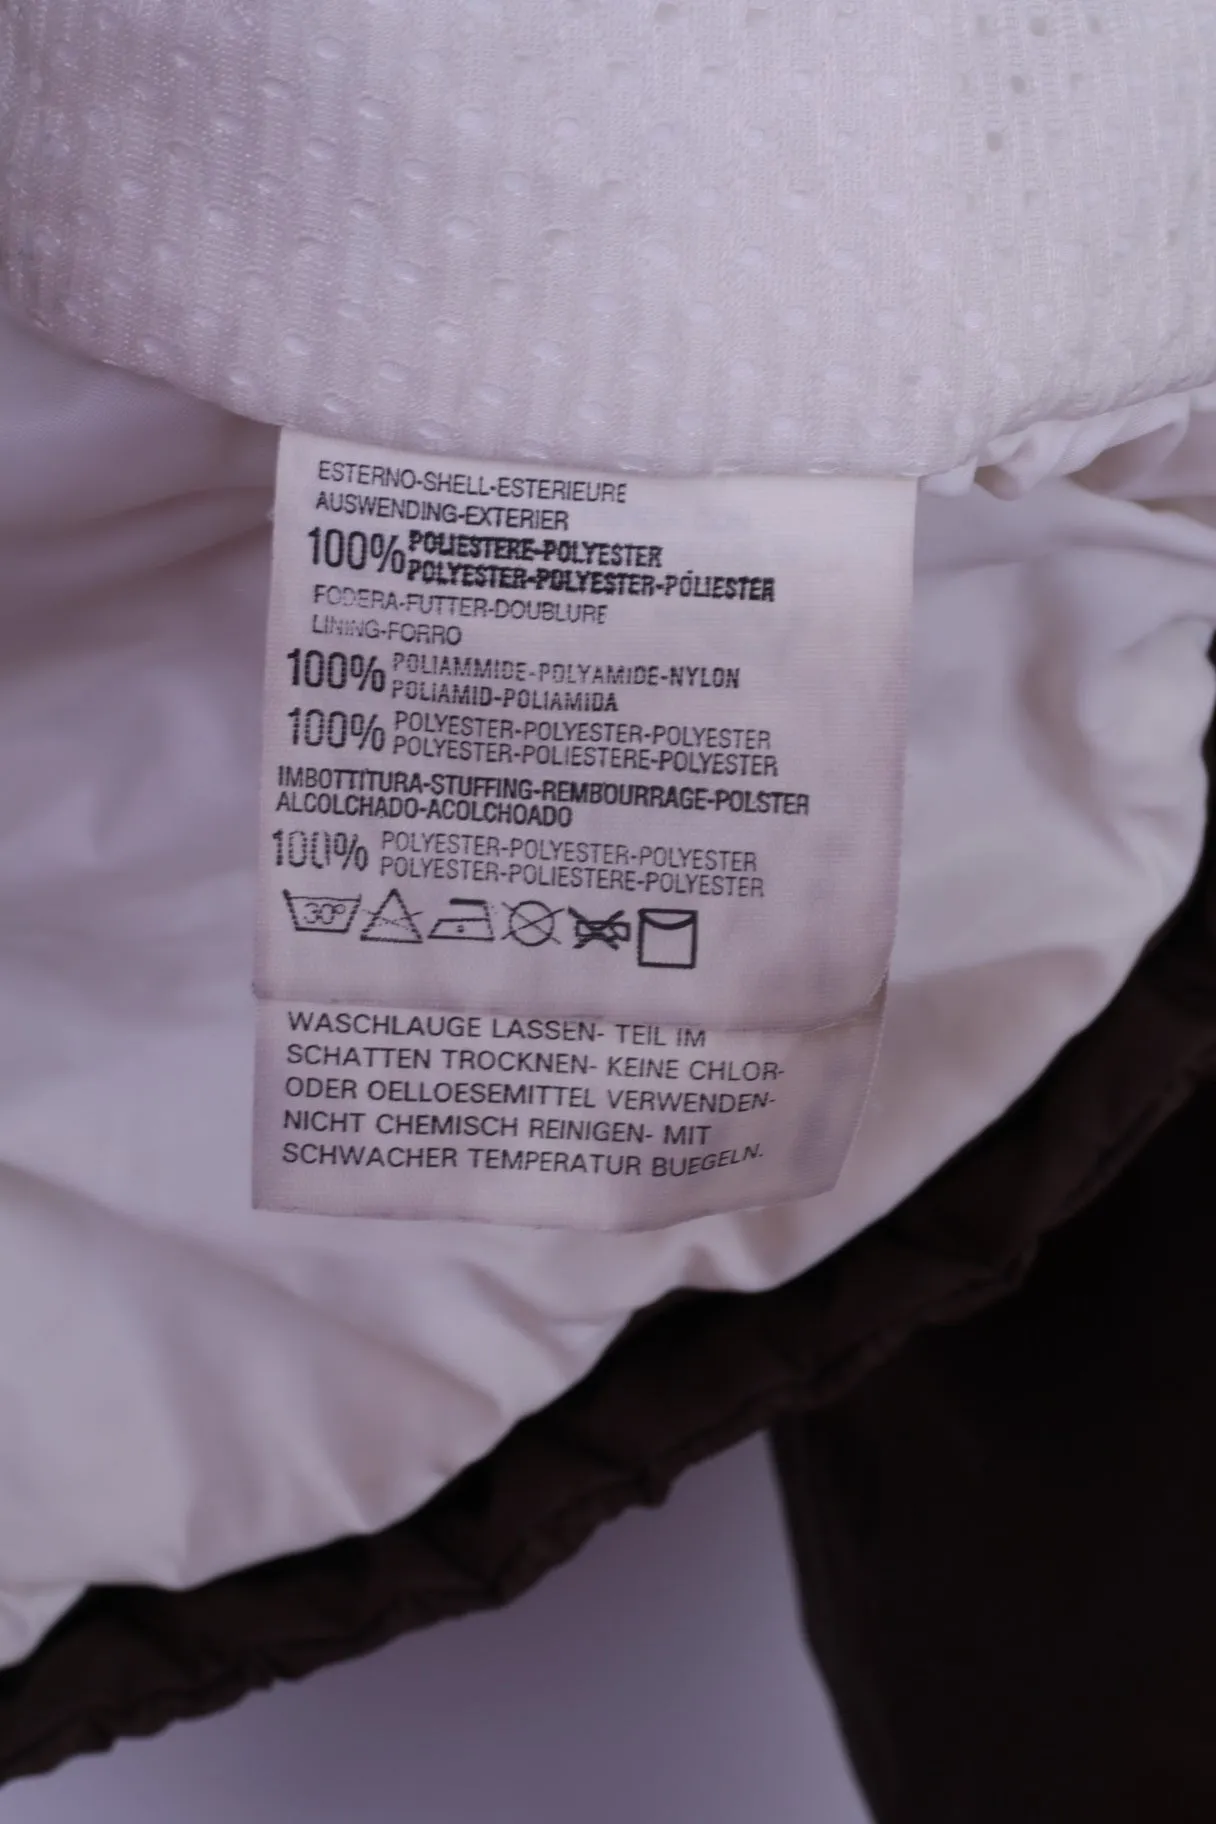 ESTERNO-SHELL-ESTERIEURE
AUSWENDING-EXTERIER
100% POLIESTERE-POLYESTER
POLYESTER-POLYESTER-PÓLIESTER
FODERA-FUTTER-DOUBLURE
LINING-FORRO
100% POLIAMMIDE-POLYAMIDE-NYLON
POLIAMID-POLIAMIDA
100% POLYESTER-POLYESTER-POLYESTER
POLYESTER-POLIESTERE-POLYESTER
IMBOTTITURA-STUFFING-REMBOURRAGE-POLSTER
ALCOLCHADO-ACOLCHOADO
100% POLYESTER-POLYESTER-POLYESTER
POLYESTER-POLIESTERE-POLYESTER
30°
WASCHLAUGE LASSEN- TEIL IM
SCHATTEN TROCKNEN- KEINE CHLOR-
ODER OELLOESEMITTEL VERWENDEN-
NICHT CHEMISCH REINIGEN- MIT
SCHWACHER TEMPERATUR BUEGELN.